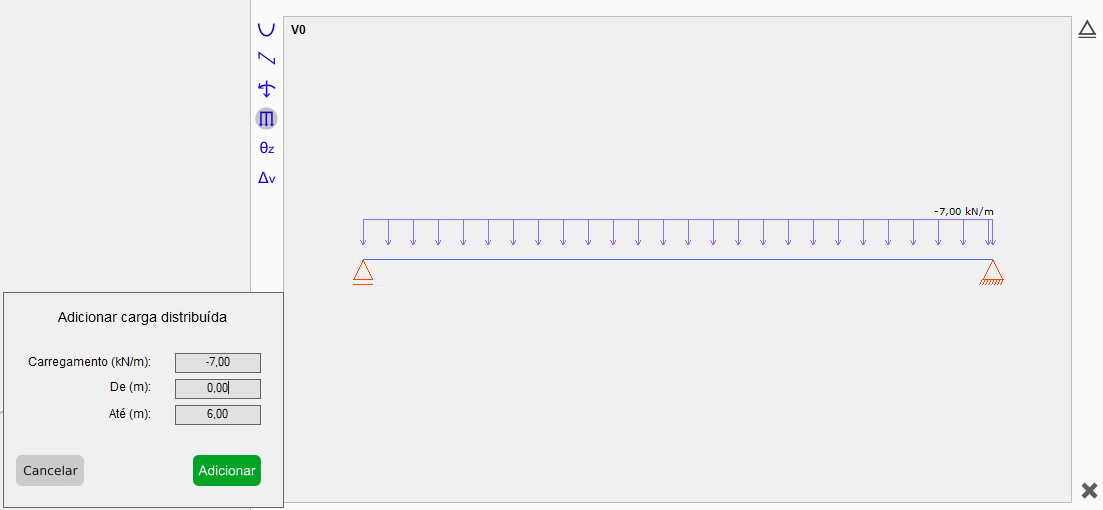 V0
θz
Δv
-7,00 kN/m
Adicionar carga distribuída
Carregamento (kN/m): -7,00
De (m): 0,00
Até (m): 6,00
Cancelar Adicionar